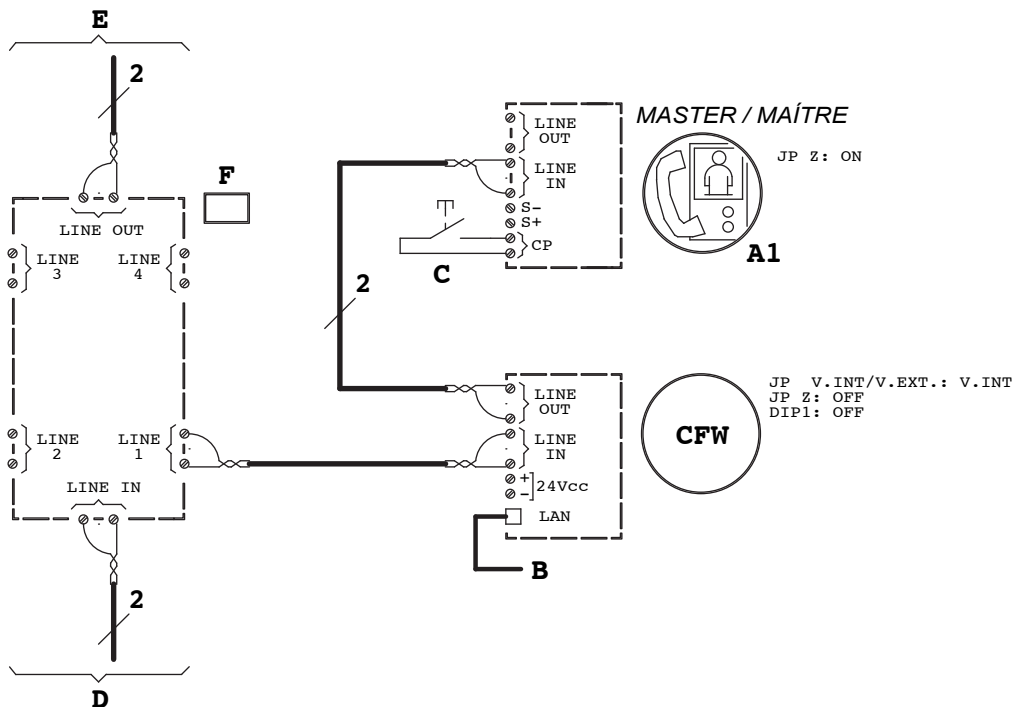 E
2
F
LINE OUT
LINE 3
LINE 4
LINE 2
LINE 1
LINE IN
2
D
2
LINE OUT
LINE IN
S-
S+
CP
C
MASTER / MAÍTRE
JP Z: ON
A1
LINE OUT
LINE IN
+
-
24Vcc
LAN
B
CFW
JP V.INT/V.EXT.: V.INT
JP Z: OFF
DIP1: OFF